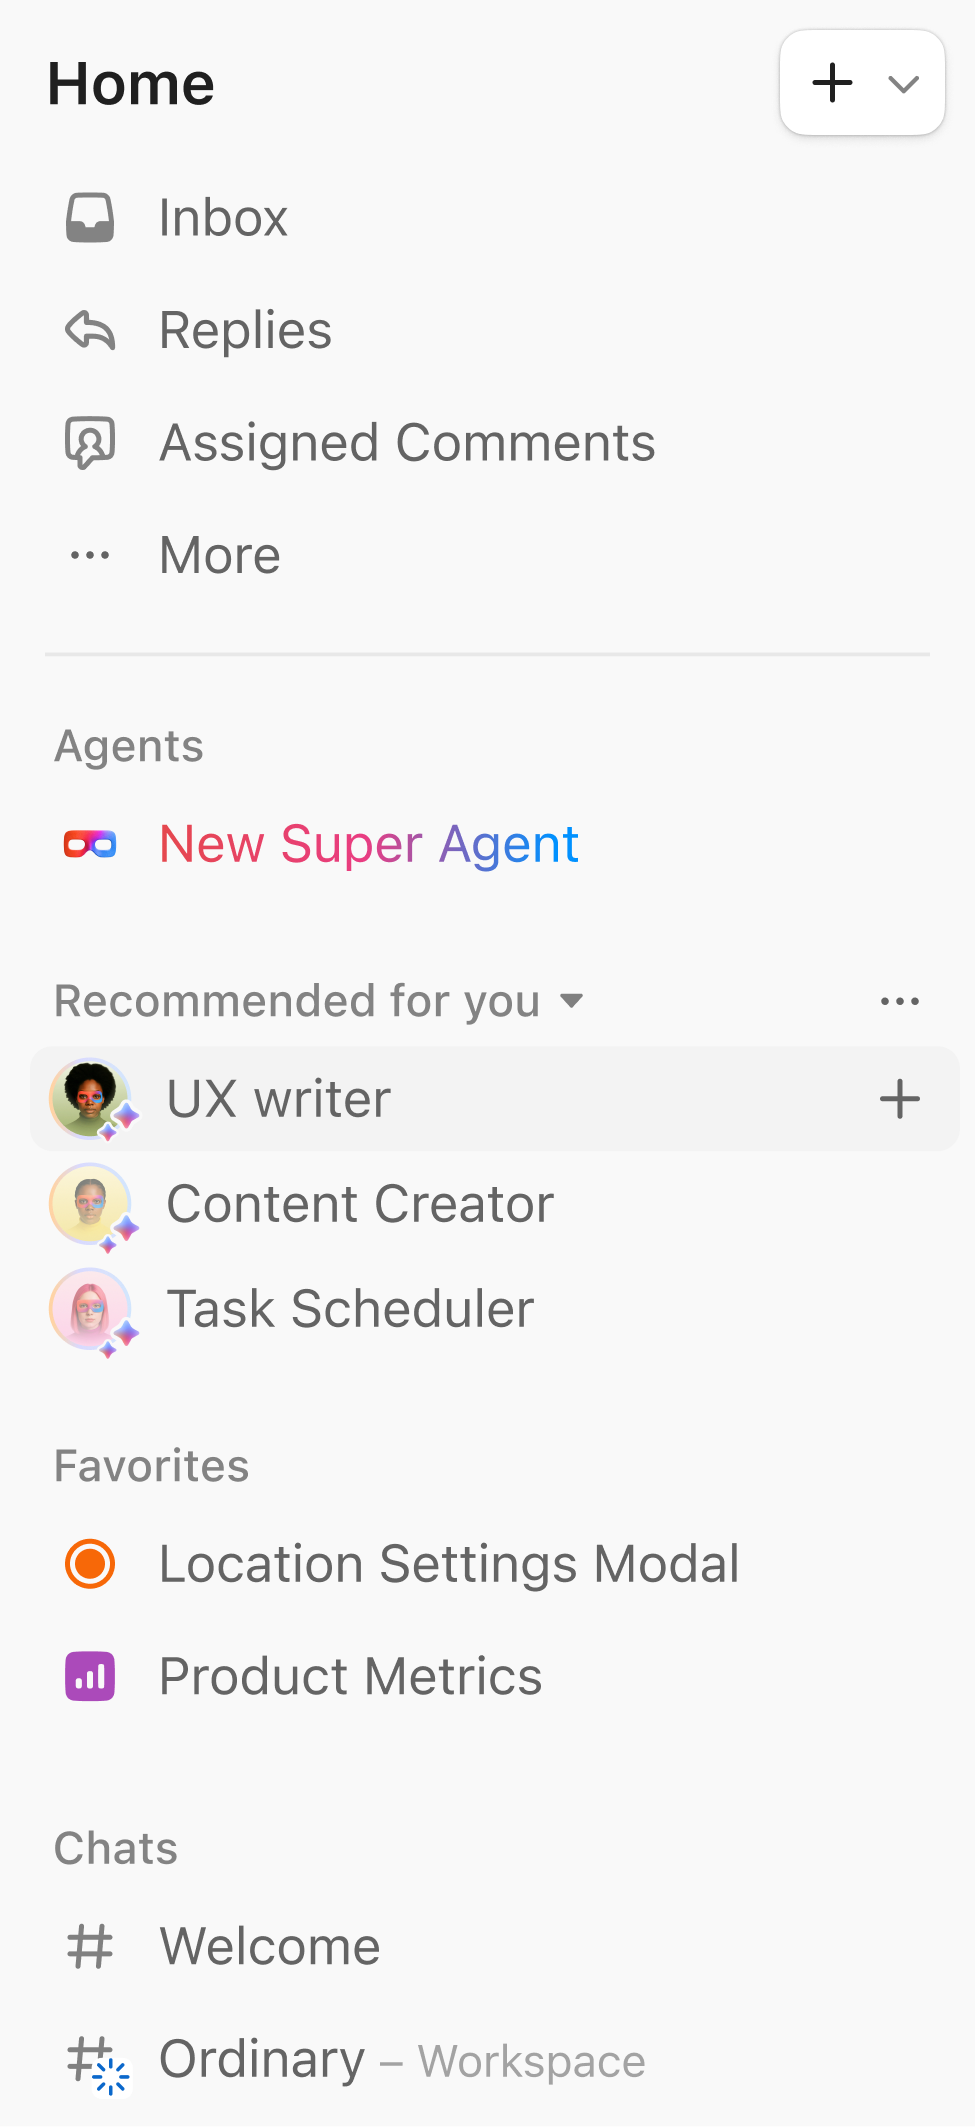 Home
Inbox
Replies
Assigned Comments
More
Agents
New Super Agent
Recommended for you
UX writer
Content Creator
Task Scheduler
Favorites
Location Settings Modal
Product Metrics
Chats
Welcome
Ordinary – Workspace